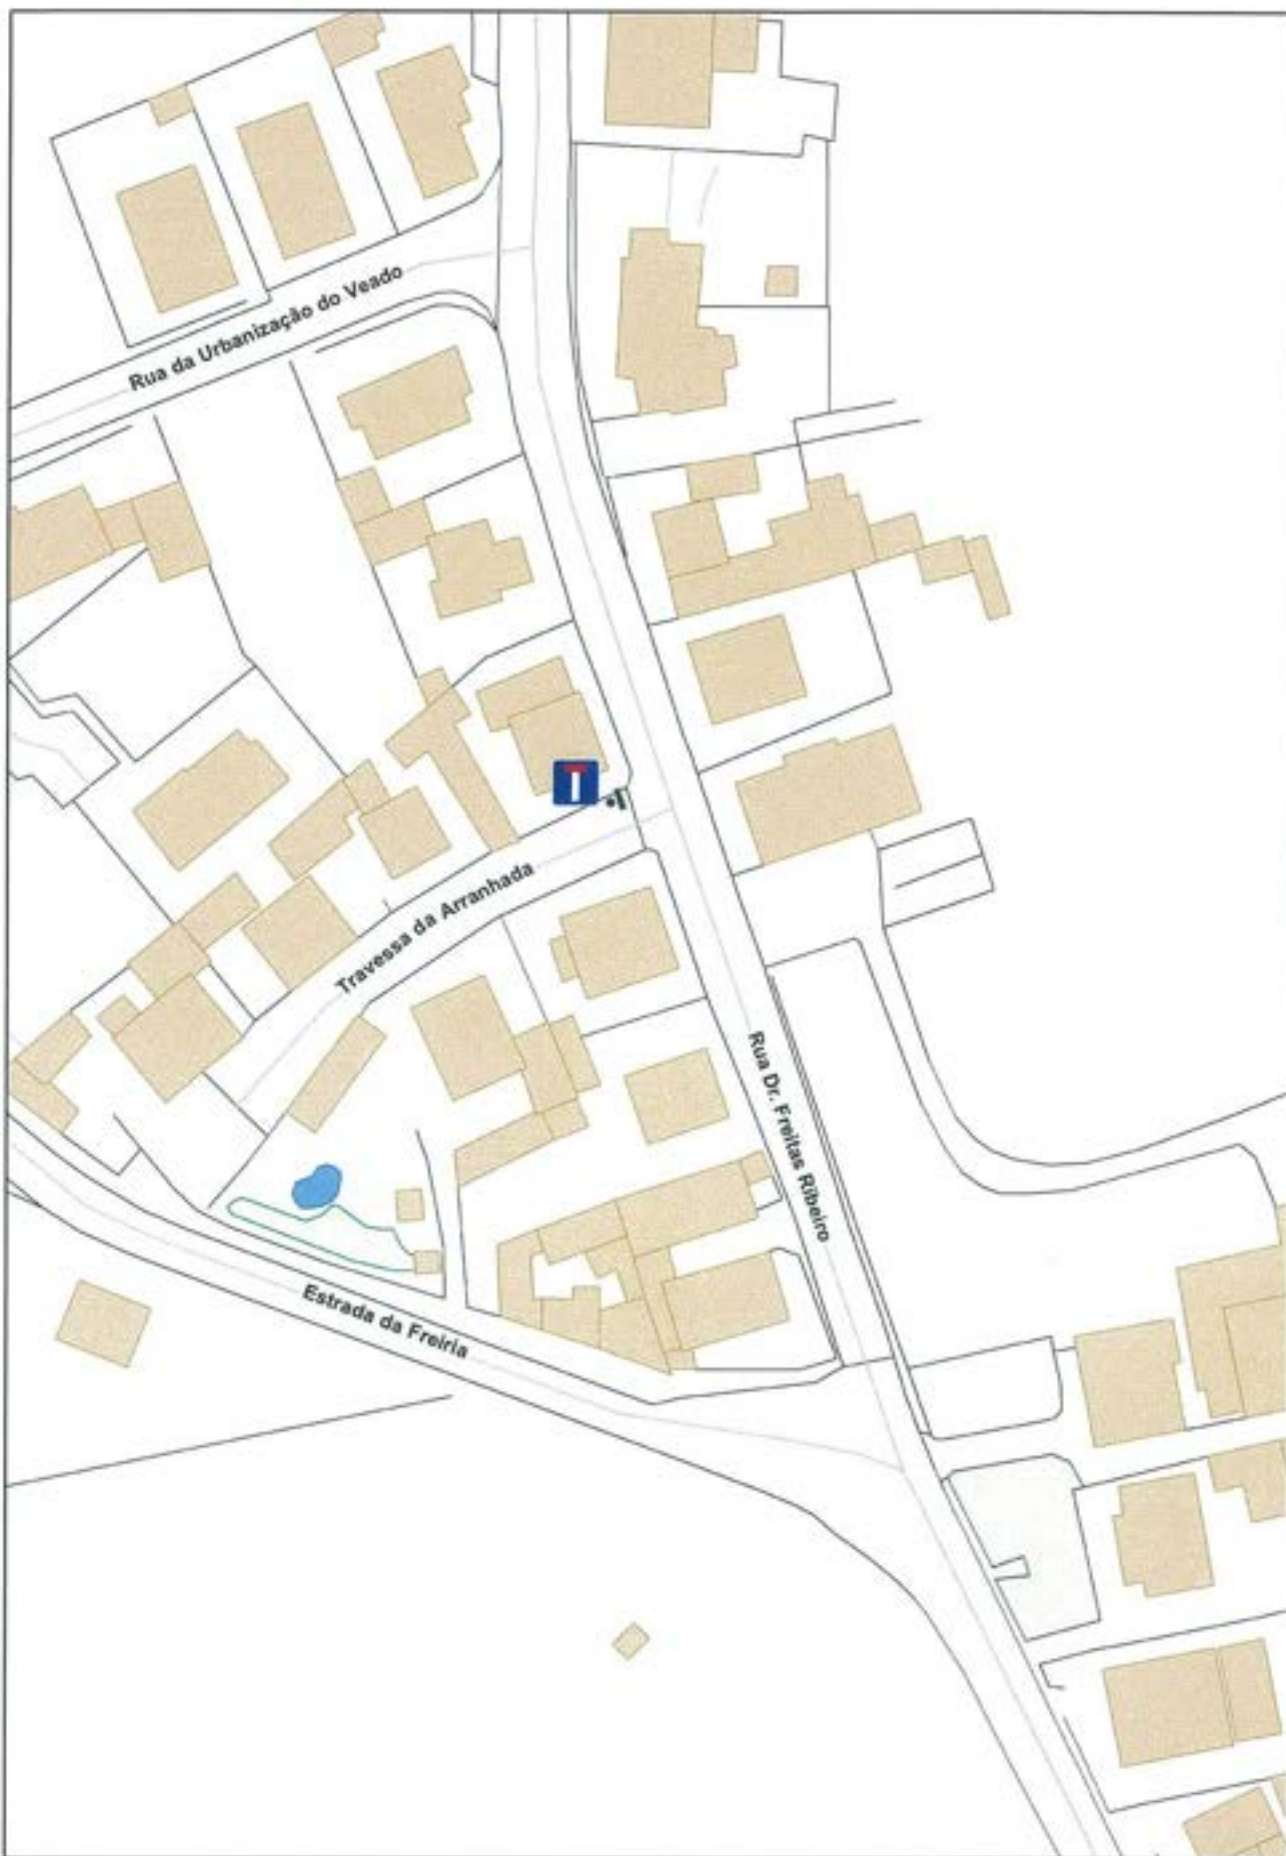 Rua da Urbanização do Veado
Travessa da Arranhada
Rua Dr. Freitas Ribeiro
Estrada da Freiria